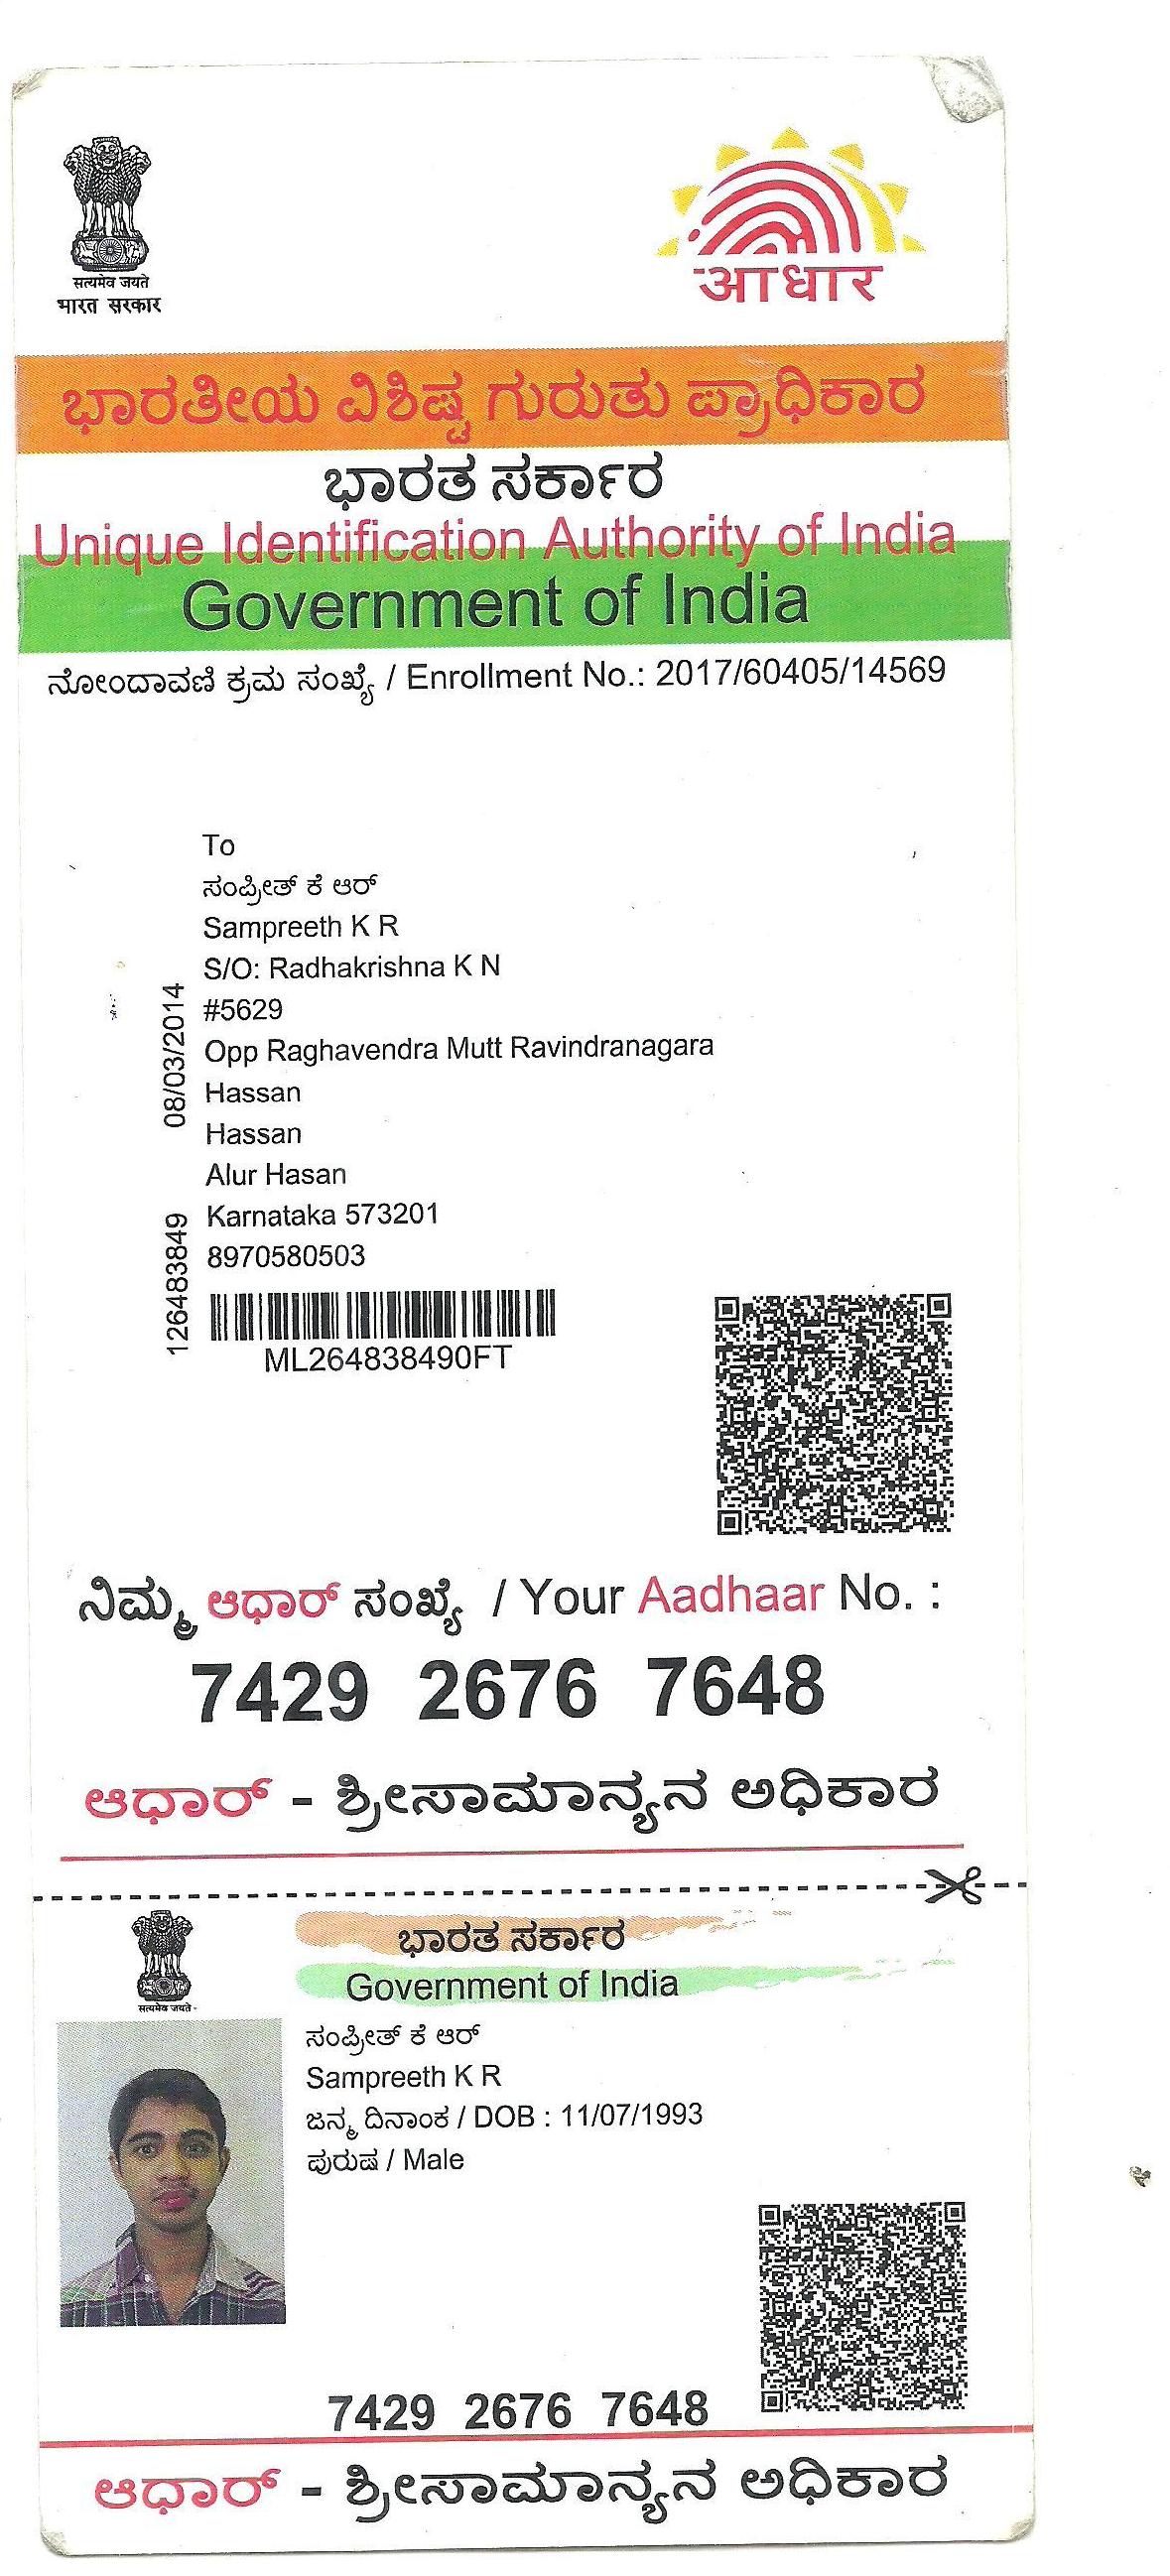 सत्यमेव जयते
भारत सरकार
आधार
ಭಾರತೀಯ ವಿಶಿಷ್ಟ ಗುರುತು ಪ್ರಾಧಿಕಾರ
ಭಾರತ ಸರ್ಕಾರ
Unique Identification Authority of India
Government of India
ನೋಂದಾವಣಿ ಕ್ರಮ ಸಂಖ್ಯೆ / Enrollment No.: 2017/60405/14569
To
ಸಂಪ್ರೀತ್ ಕೆ ಆರ್
Sampreeth K R
S/O: Radhakrishna K N
#5629
Opp Raghavendra Mutt Ravindranagara
Hassan
Hassan
Alur Hasan
Karnataka 573201
8970580503
08/03/2014
126483849
ML264838490FT
ನಿಮ್ಮ ಆಧಾರ್ ಸಂಖ್ಯೆ / Your Aadhaar No. :
7429 2676 7648
ಆಧಾರ್ - ಶ್ರೀಸಾಮಾನ್ಯನ ಅಧಿಕಾರ
सत्यमेव जयते
ಭಾರತ ಸರ್ಕಾರ
Government of India
ಸಂಪ್ರೀತ್ ಕೆ ಆರ್
Sampreeth K R
ಜನ್ಮ ದಿನಾಂಕ / DOB : 11/07/1993
ಪುರುಷ / Male
7429 2676 7648
ಆಧಾರ್ - ಶ್ರೀಸಾಮಾನ್ಯನ ಅಧಿಕಾರ